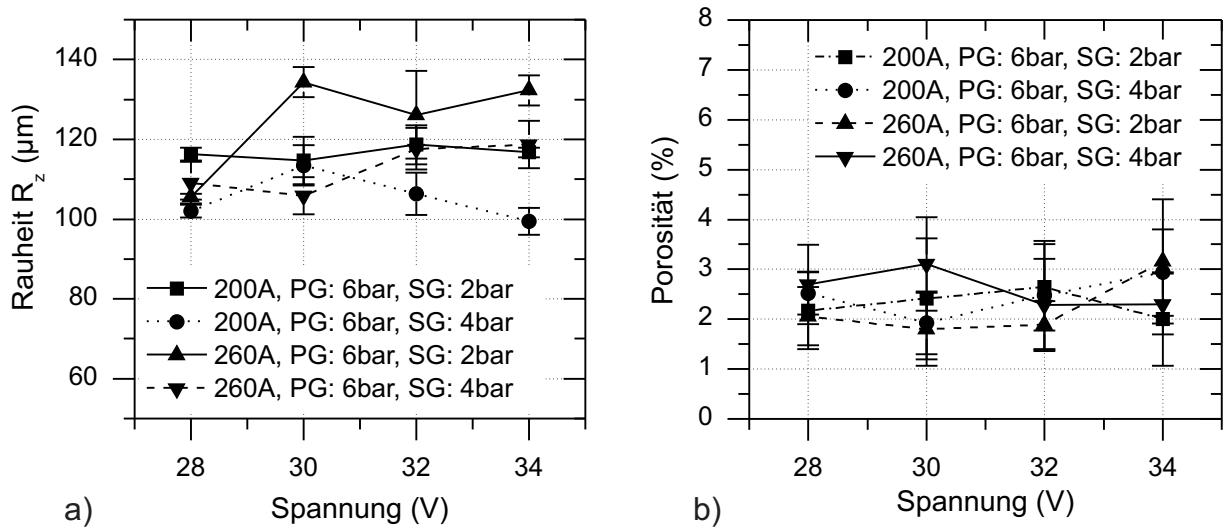 140
120
100
80
60
Rauheit Rz (µm)
200A, PG: 6bar, SG: 2bar
200A, PG: 6bar, SG: 4bar
260A, PG: 6bar, SG: 2bar
260A, PG: 6bar, SG: 4bar
28 30 32 34
Spannung (V)
a)
8
7
6
5
4
3
2
1
0
Porosität (%)
200A, PG: 6bar, SG: 2bar
200A, PG: 6bar, SG: 4bar
260A, PG: 6bar, SG: 2bar
260A, PG: 6bar, SG: 4bar
28 30 32 34
Spannung (V)
b)